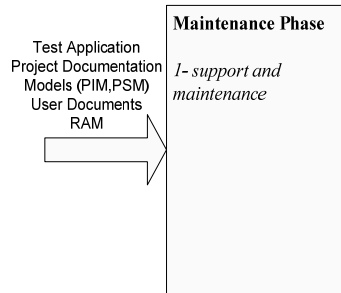 Test Application
Project Documentation
Models (PIM,PSM)
User Documents
RAM
Maintenance Phase
1- support and
maintenance